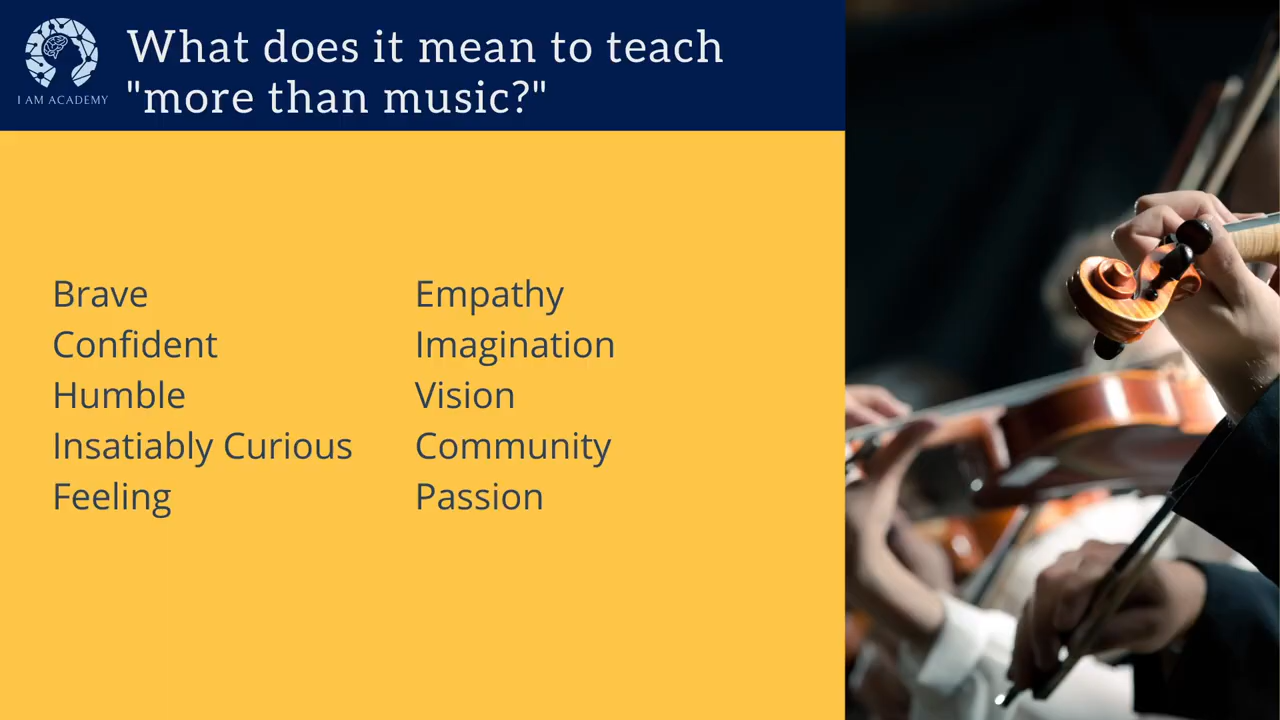 I AM ACADEMY
What does it mean to teach
"more than music?"
Brave
Confident
Humble
Insatiably Curious
Feeling
Empathy
Imagination
Vision
Community
Passion